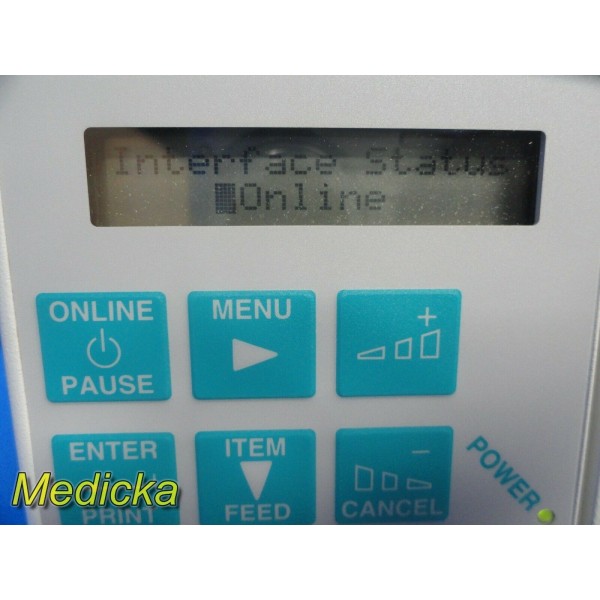 Interface Status
Online
ONLINE
PAUSE
MENU
+
ENTER
PRINT
ITEM
FEED
−
CANCEL
POWER
Medicka